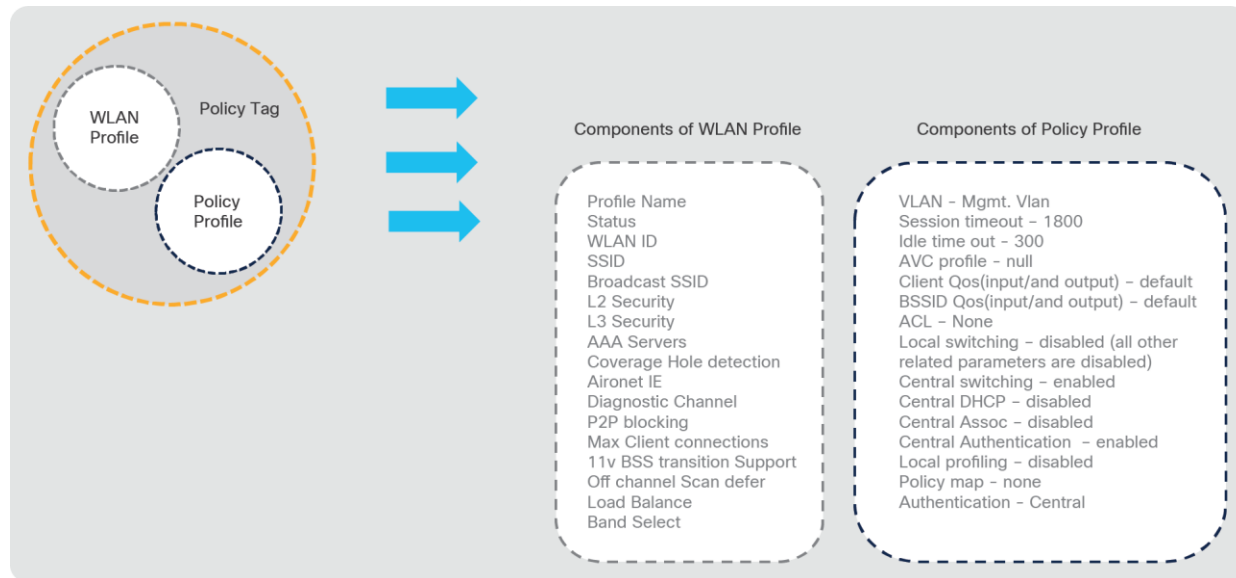 WLAN
Profile
Policy Tag
Policy
Profile
Components of WLAN Profile
Profile Name
Status
WLAN ID
SSID
Broadcast SSID
L2 Security
L3 Security
AAA Servers
Coverage Hole detection
Aironet IE
Diagnostic Channel
P2P blocking
Max Client connections
11v BSS transition Support
Off channel Scan defer
Load Balance
Band Select
Components of Policy Profile
VLAN – Mgmt. Vlan
Session timeout – 1800
Idle time out – 300
AVC profile – null
Client Qos(input/and output) – default
BSSID Qos(input/and output) – default
ACL – None
Local switching – disabled (all other
related parameters are disabled)
Central switching – enabled
Central DHCP – disabled
Central Assoc – disabled
Central Authentication – enabled
Local profiling – disabled
Policy map – none
Authentication – Central